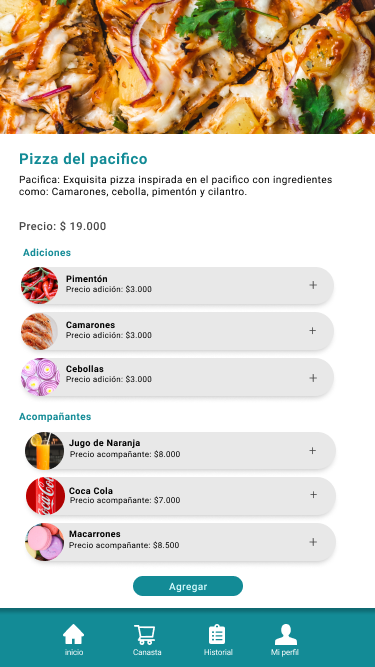 Pizza del pacifico
Pacifica: Exquisita pizza inspirada en el pacifico con ingredientes
como: Camarones, cebolla, pimentón y cilantro.
Precio: $ 19.000
Adiciones
Pimentón
Precio adición: $3.000
+
Camarones
Precio adición: $3.000
+
Cebollas
Precio adición: $3.000
+
Acompañantes
Jugo de Naranja
Precio acompañante: $8.000
+
Coca Cola
Precio acompañante: $7.000
+
Coca-Cola
Macarrones
Precio acompañante: $8.500
+
Agregar
inicio
Canasta
Historial
Mi perfil